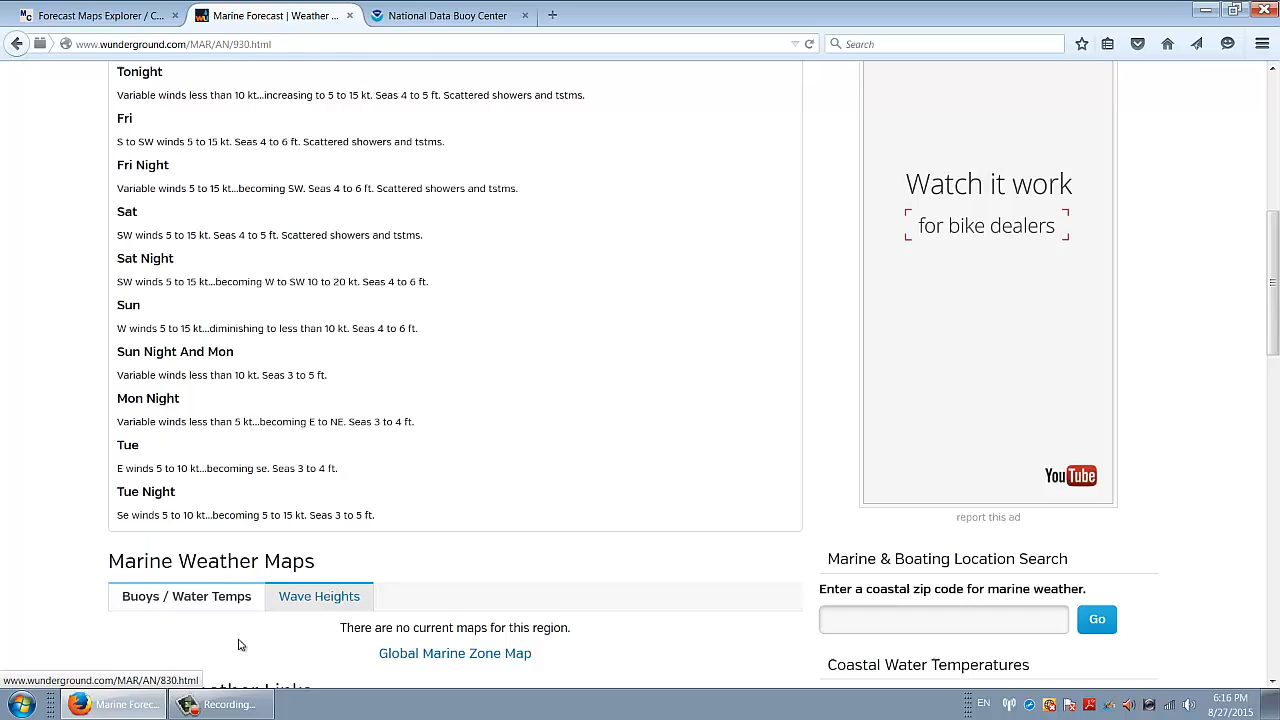 Forecast Maps Explorer / C...
Marine Forecast | Weather ...
National Data Buoy Center
www.wunderground.com/MAR/AN/930.html
Search
Tonight
Variable winds less than 10 kt...increasing to 5 to 15 kt. Seas 4 to 5 ft. Scattered showers and tstms.
Fri
S to SW winds 5 to 15 kt. Seas 4 to 6 ft. Scattered showers and tstms.
Fri Night
Variable winds 5 to 15 kt...becoming SW. Seas 4 to 6 ft. Scattered showers and tstms.
Sat
SW winds 5 to 15 kt. Seas 4 to 5 ft. Scattered showers and tstms.
Sat Night
SW winds 5 to 15 kt...becoming W to SW 10 to 20 kt. Seas 4 to 6 ft.
Sun
W winds 5 to 15 kt...diminishing to less than 10 kt. Seas 4 to 6 ft.
Sun Night And Mon
Variable winds less than 10 kt. Seas 3 to 5 ft.
Mon Night
Variable winds less than 5 kt...becoming E to NE. Seas 3 to 4 ft.
Tue
E winds 5 to 10 kt...becoming se. Seas 3 to 4 ft.
Tue Night
Se winds 5 to 10 kt...becoming 5 to 15 kt. Seas 3 to 5 ft.
Watch it work
for bike dealers
YouTube
report this ad
Marine Weather Maps
Buoys / Water Temps
Wave Heights
There are no current maps for this region.
Global Marine Zone Map
Marine & Boating Location Search
Enter a coastal zip code for marine weather.
Go
Coastal Water Temperatures
www.wunderground.com/MAR/AN/830.html
Marine Forec...
Recording...
EN
6:16 PM
8/27/2015